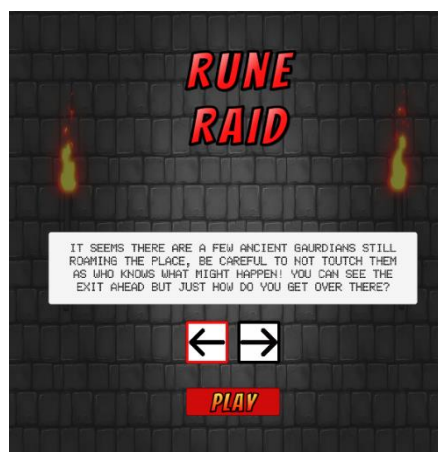 RUNE
RAID
IT SEEMS THERE ARE A FEW ANCIENT GAURDIANS STILL
ROAMING THE PLACE, BE CAREFUL TO NOT TOUTCH THEM
AS WHO KNOWS WHAT MIGHT HAPPEN! YOU CAN SEE THE
EXIT AHEAD BUT JUST HOW DO YOU GET OVER THERE?
PLAY